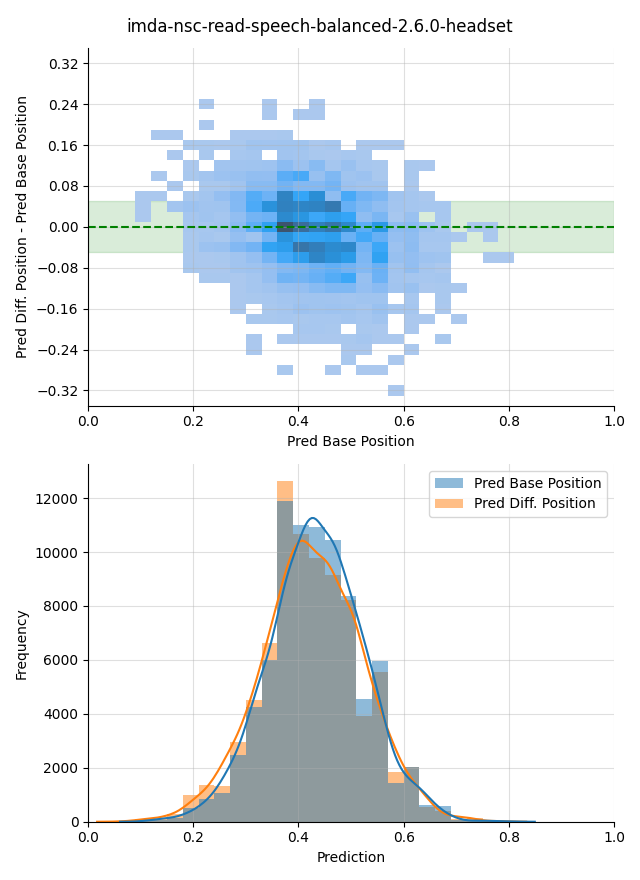 imda-nsc-read-speech-balanced-2.6.0-headset
0.32
0.24
0.16
0.08
0.00
−0.08
−0.16
−0.24
−0.32
Pred Diff. Position - Pred Base Position
0.0 0.2 0.4 0.6 0.8 1.0
Pred Base Position
Pred Base Position
Pred Diff. Position
12000
10000
8000
6000
4000
2000
0
Frequency
0.0 0.2 0.4 0.6 0.8 1.0
Prediction